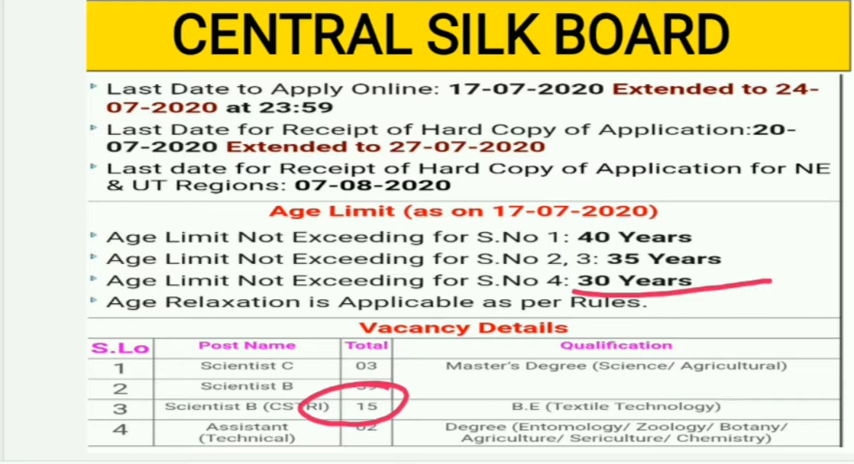 CENTRAL SILK BOARD
Last Date to Apply Online: 17-07-2020 Extended to 24-
07-2020 at 23:59
Last Date for Receipt of Hard Copy of Application:20-
07-2020 Extended to 27-07-2020
Last date for Receipt of Hard Copy of Application for NE
& UT Regions: 07-08-2020
Age Limit (as on 17-07-2020)
Age Limit Not Exceeding for S.No 1: 40 Years
Age Limit Not Exceeding for S.No 2, 3: 35 Years
Age Limit Not Exceeding for S.No 4: 30 Years
Age Relaxation is Applicable as per Rules.
Vacancy Details
S.Lo Post Name Total Qualification
1 Scientist C 03 Master's Degree (Science/ Agricultural)
2 Scientist B
3 Scientist B (CSTRI) 15 B.E (Textile Technology)
4 Assistant 02 Degree (Entomology/ Zoology/ Botany/
(Technical) Agriculture/ Sericulture/ Chemistry)